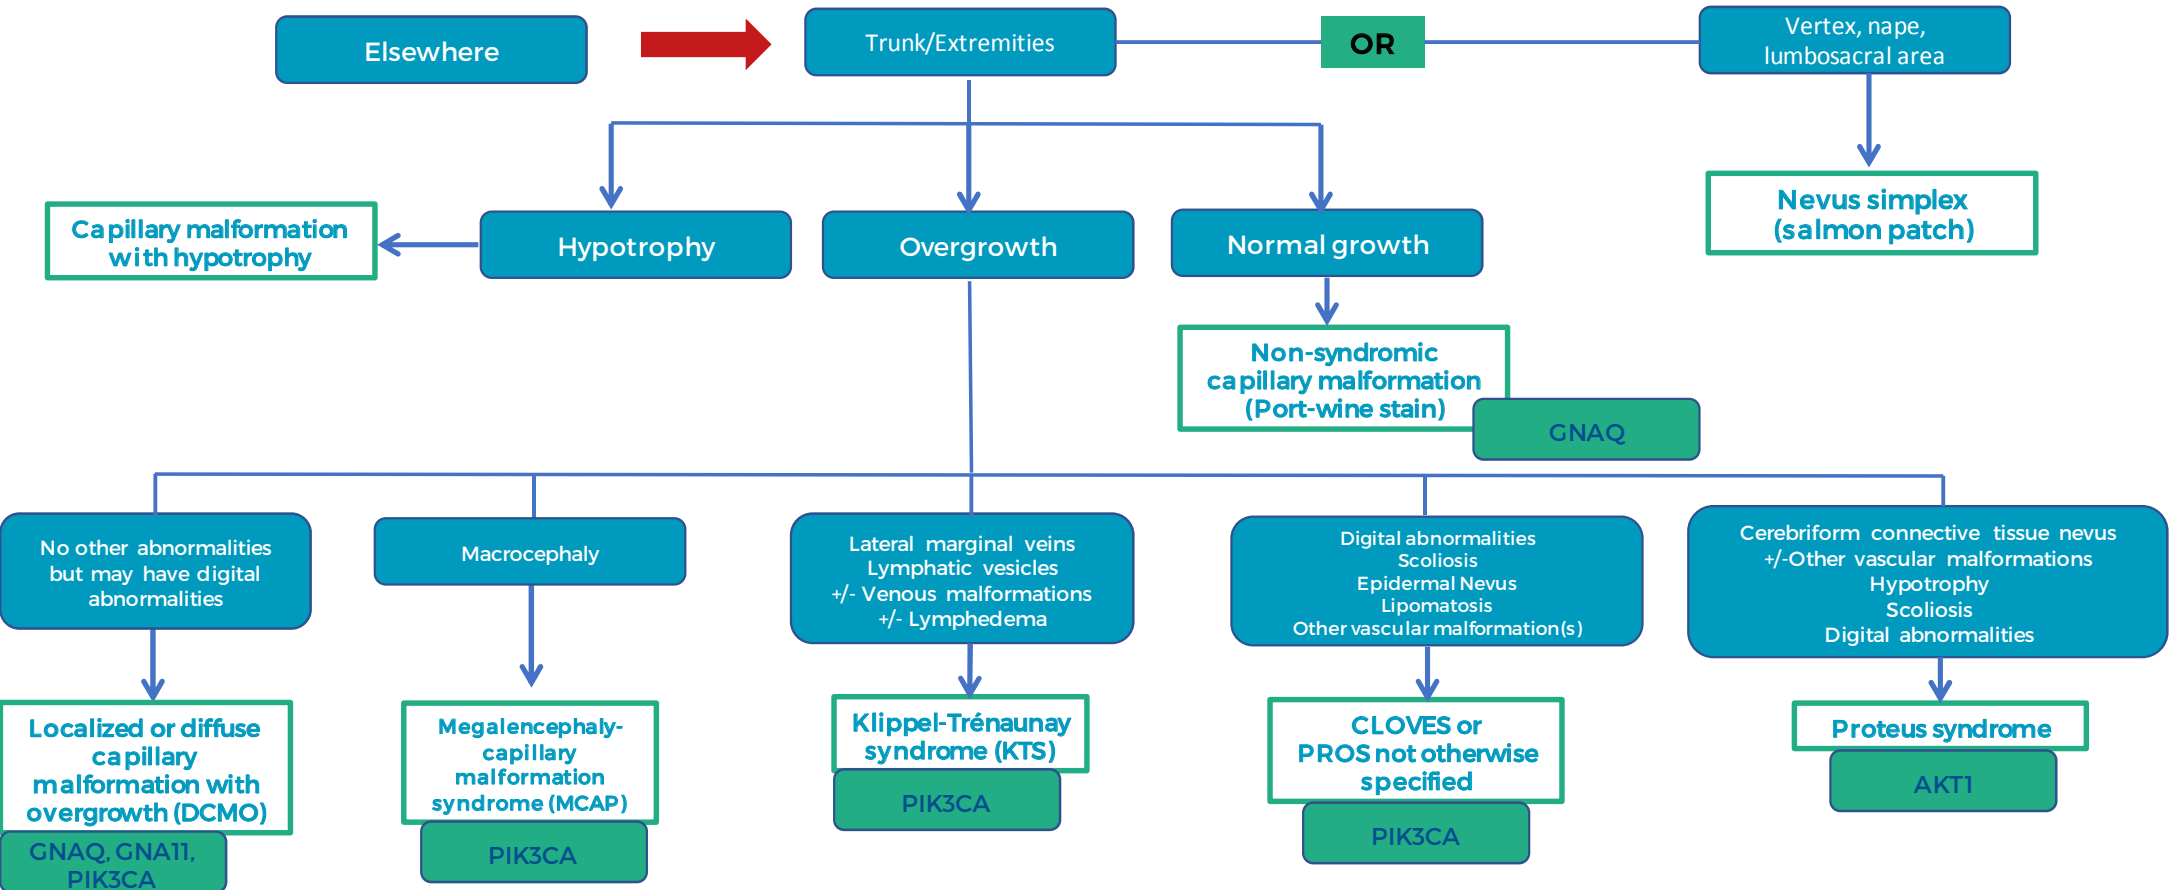 Elsewhere
Trunk/Extremities
OR
Vertex, nape,
lumbosacral area
Capillary malformation
with hypotrophy
Hypotrophy
Overgrowth
Normal growth
Nevus simplex
(salmon patch)
Non-syndromic
capillary malformation
(Port-wine stain)
GNAQ
No other abnormalities
but may have digital
abnormalities
Macrocephaly
Lateral marginal veins
Lymphatic vesicles
+/- Venous malformations
+/- Lymphedema
Digital abnormalities
Scoliosis
Epidermal Nevus
Lipomatosis
Other vascular malformation(s)
Cerebriform connective tissue nevus
+/-Other vascular malformations
Hypotrophy
Scoliosis
Digital abnormalities
Localized or diffuse
capillary
malformation with
overgrowth (DCMO)
GNAQ, GNA11,
PIK3CA
Megalencephaly-
capillary
malformation
syndrome (MCAP)
PIK3CA
Klippel-Trénaunay
syndrome (KTS)
PIK3CA
CLOVES or
PROS not otherwise
specified
PIK3CA
Proteus syndrome
AKT1